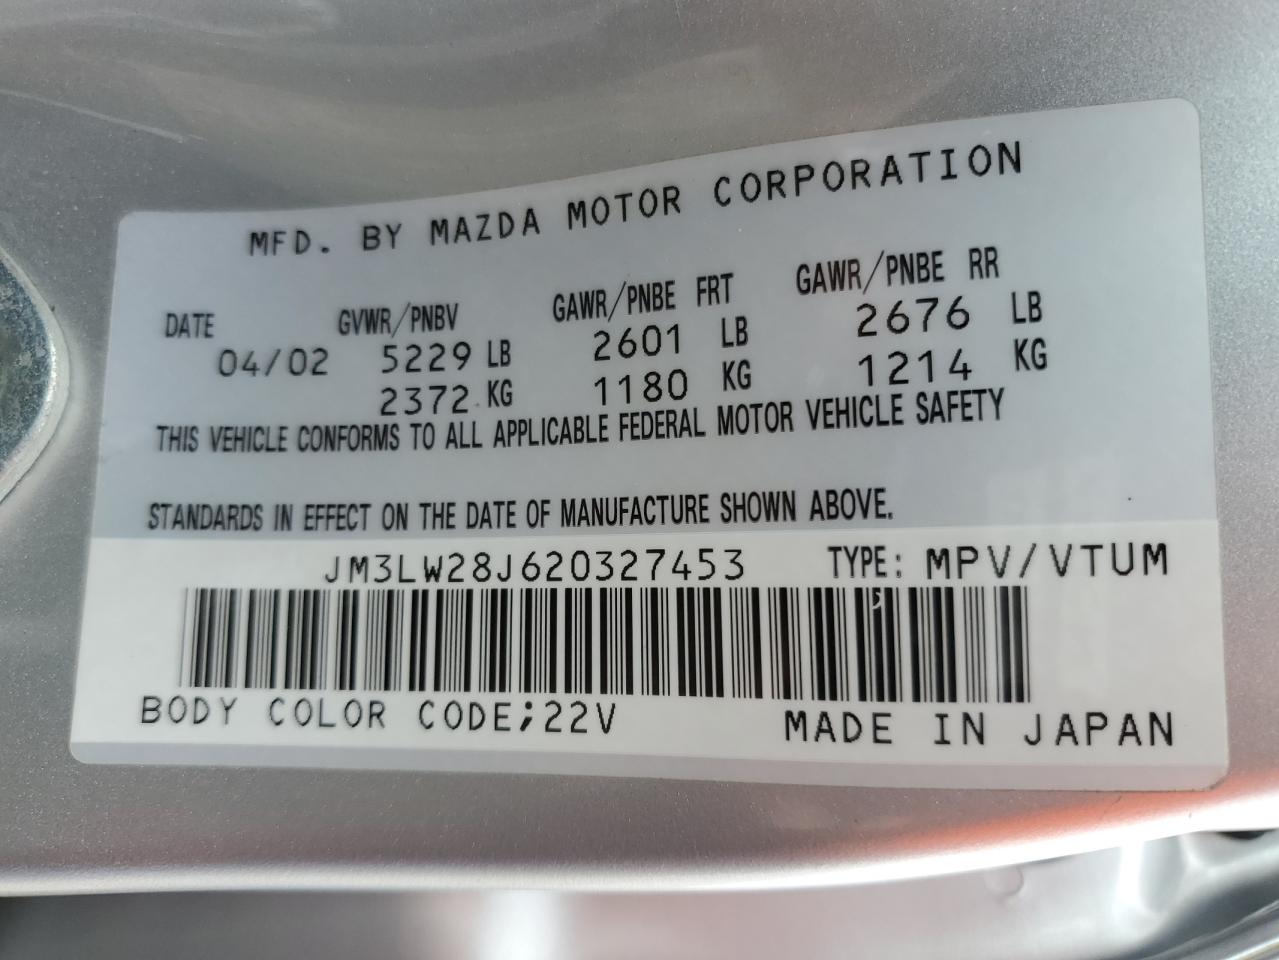 MFD. BY MAZDA MOTOR CORPORATION
DATE GVWR/PNBV GAWR/PNBE FRT GAWR/PNBE RR
04/02 5229 LB 2601 LB 2676 LB
2372 KG 1180 KG 1214 KG
THIS VEHICLE CONFORMS TO ALL APPLICABLE FEDERAL MOTOR VEHICLE SAFETY
STANDARDS IN EFFECT ON THE DATE OF MANUFACTURE SHOWN ABOVE.
JM3LW28J620327453 TYPE: MPV/VTUM
BODY COLOR CODE;22V MADE IN JAPAN